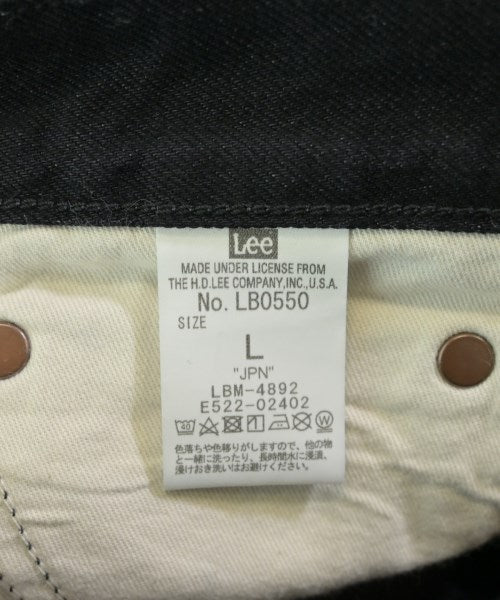 Lee
MADE UNDER LICENSE FROM
THE H.D.LEE COMPANY,INC.,U.S.A.
No. LB0550
SIZE
L
"JPN"
LBM-4892
E522-02402
40 W
色落ちや色移りがしますので、他の物
と一緒に洗ったり、長時間水に浸漬、
浸けおき洗いはお避けください。